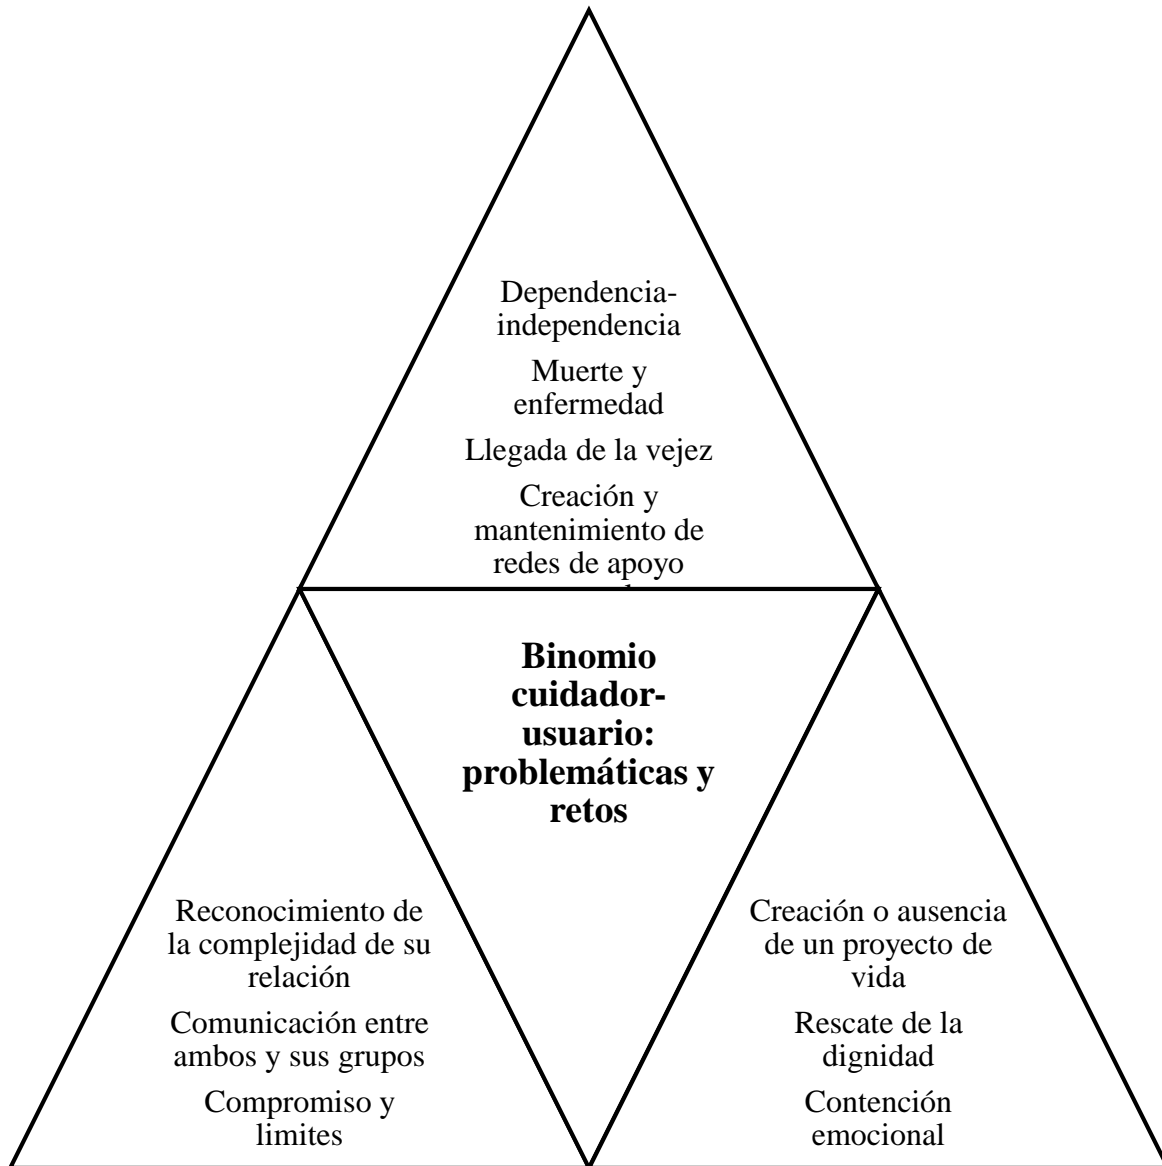 Dependencia-
independencia
Muerte y
enfermedad
Llegada de la vejez
Creación y
mantenimiento de
redes de apoyo
Binomio
cuidador-
usuario:
problemáticas y
retos
Reconocimiento de
la complejidad de su
relación
Comunicación entre
ambos y sus grupos
Compromiso y
limites
Creación o ausencia
de un proyecto de
vida
Rescate de la
dignidad
Contención
emocional